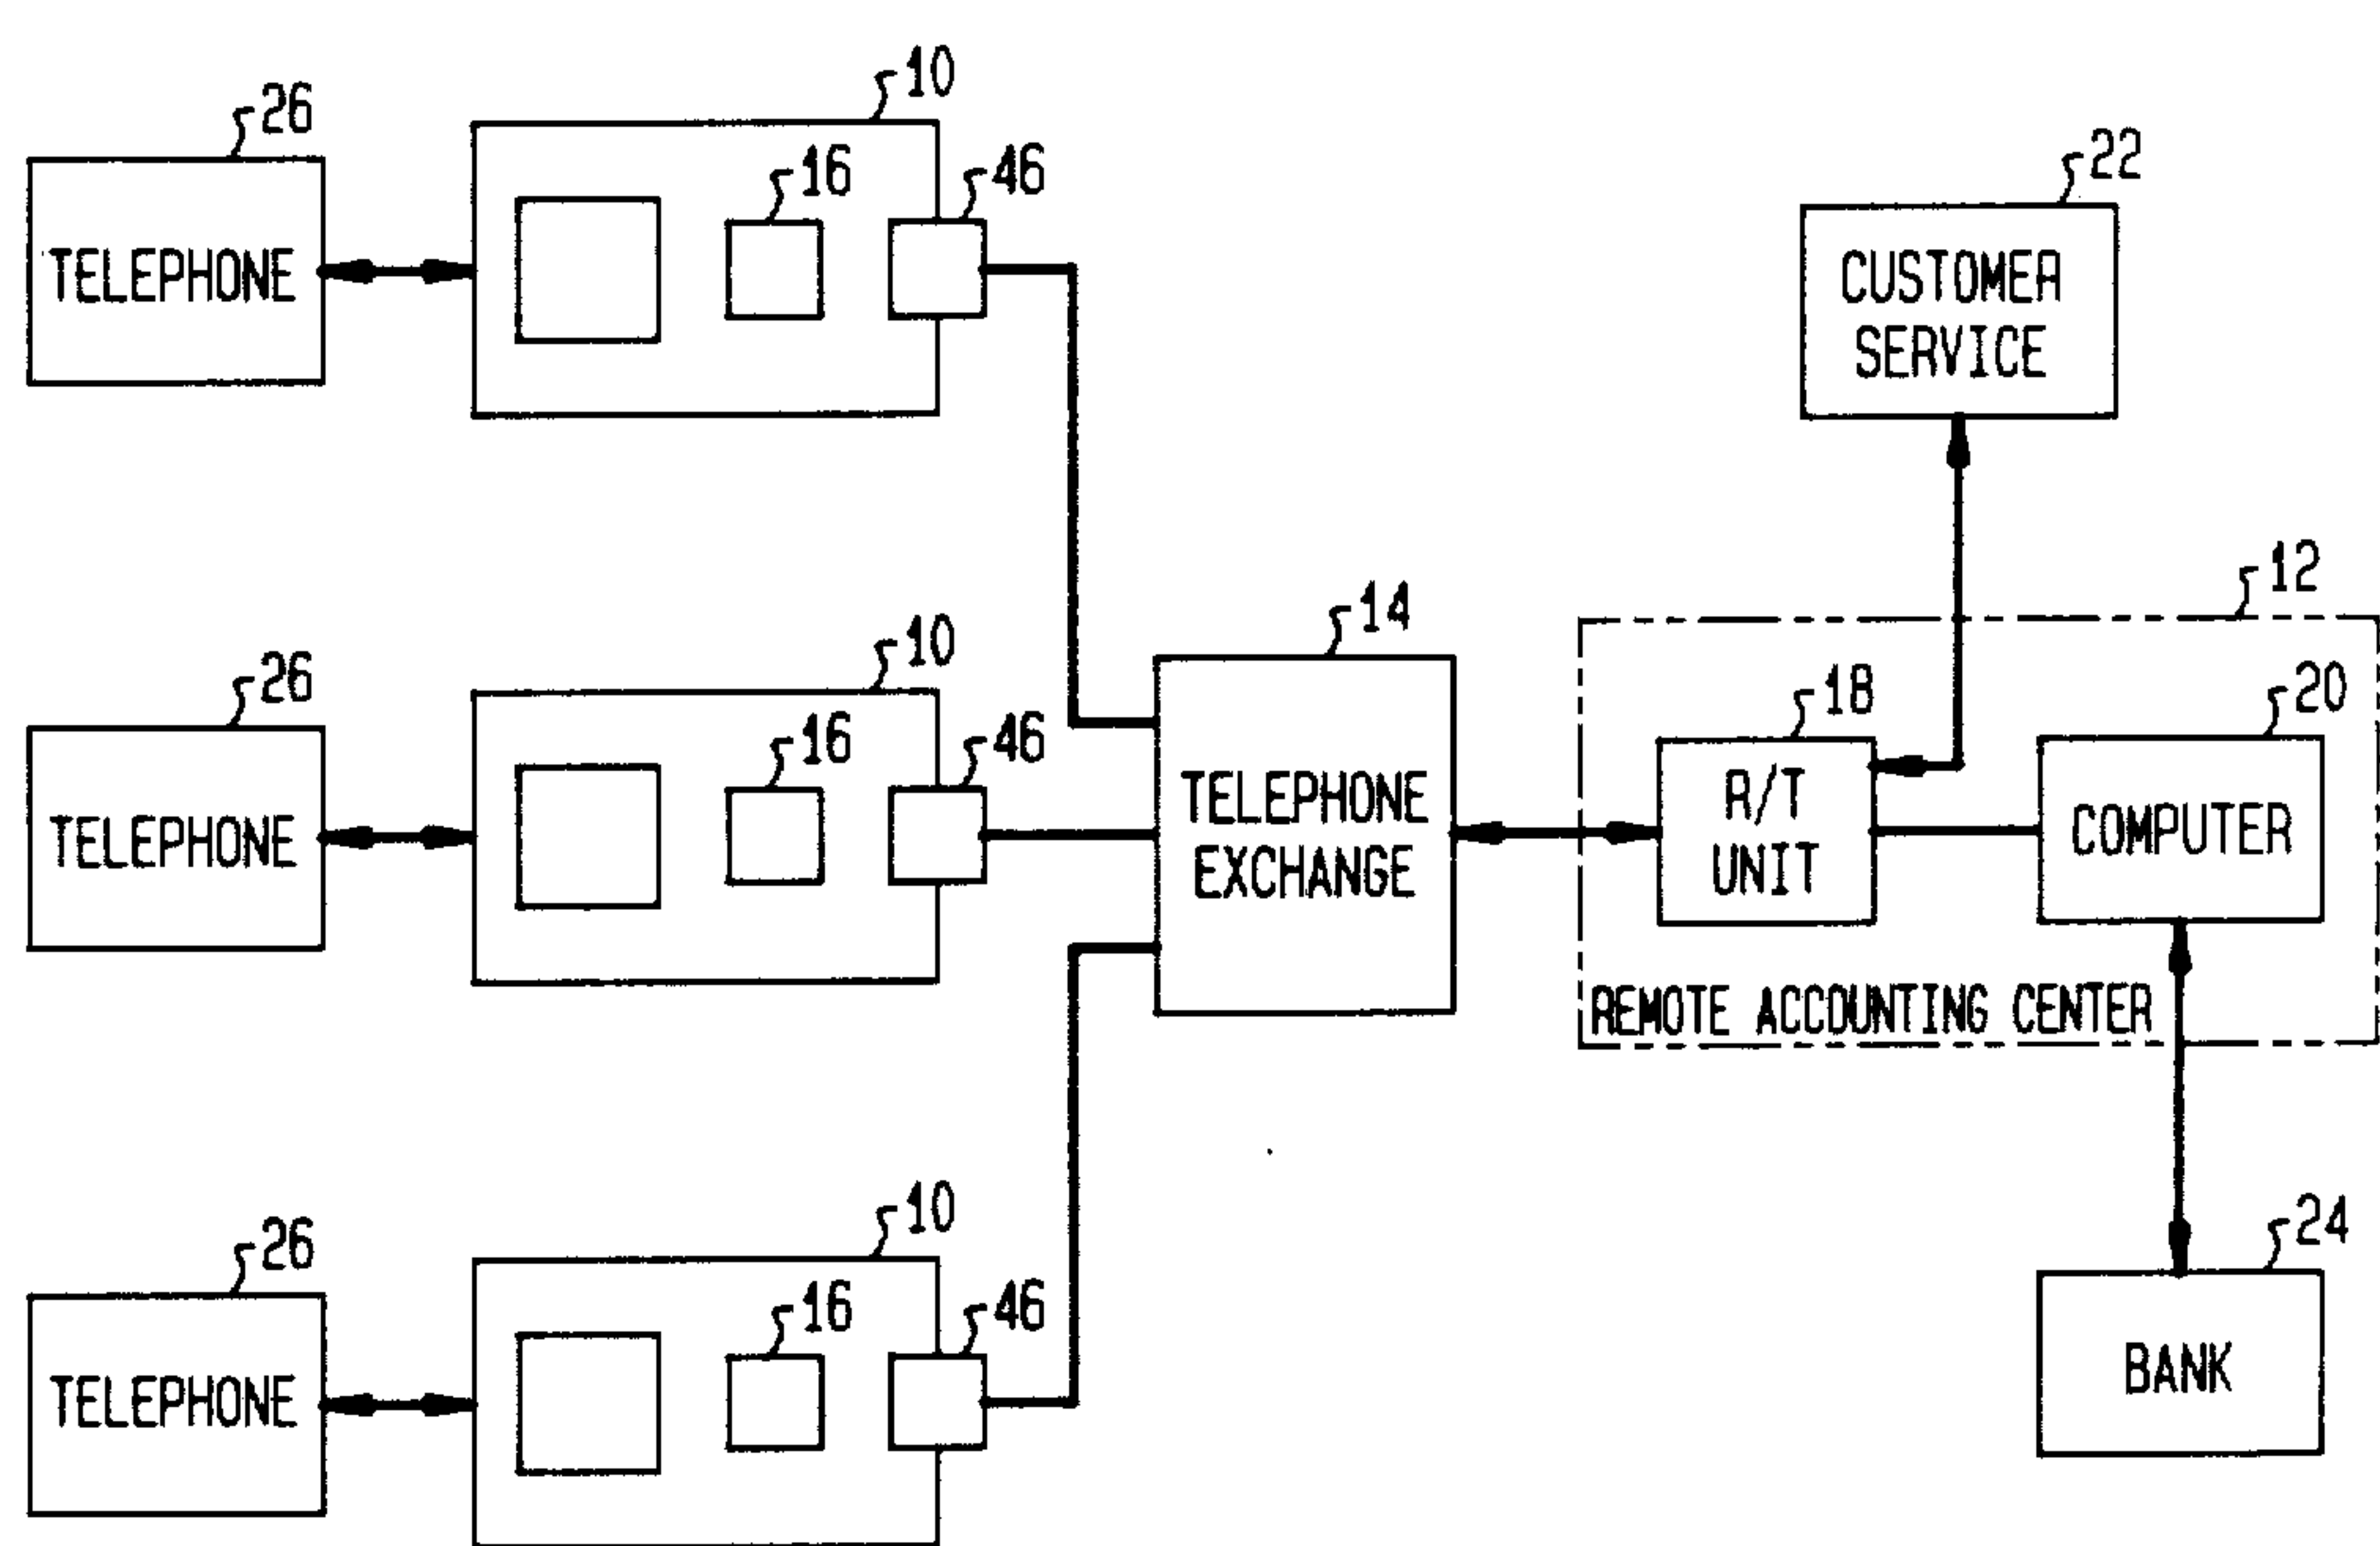 10
26
16
46
TELEPHONE
22
CUSTOMER
SERVICE
12
10
26
16
46
TELEPHONE
14
TELEPHONE
EXCHANGE
18
20
R/T
UNIT
COMPUTER
REMOTE ACCOUNTING CENTER
10
26
16
46
TELEPHONE
24
BANK